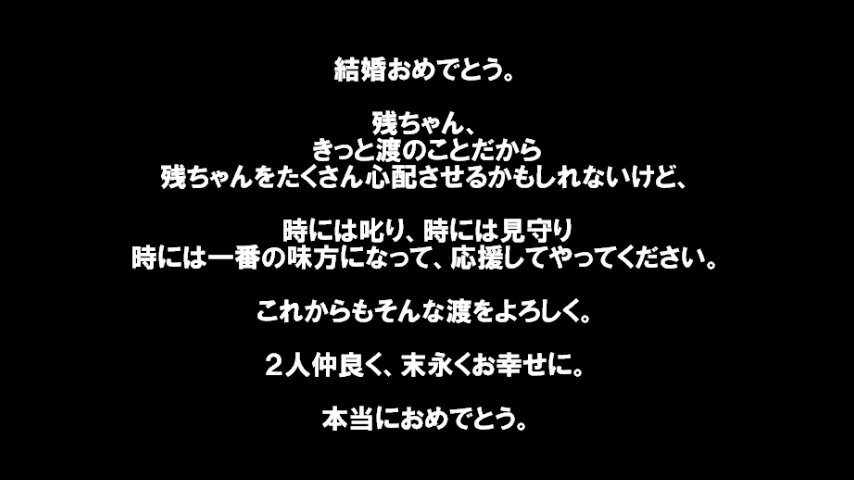 結婚おめでとう。
残ちゃん、
きっと渡のことだから
残ちゃんをたくさん心配させるかもしれないけど、
時には叱り、時には見守り
時には一番の味方になって、応援してやってください。
これからもそんな渡をよろしく。
２人仲良く、末永くお幸せに。
本当におめでとう。